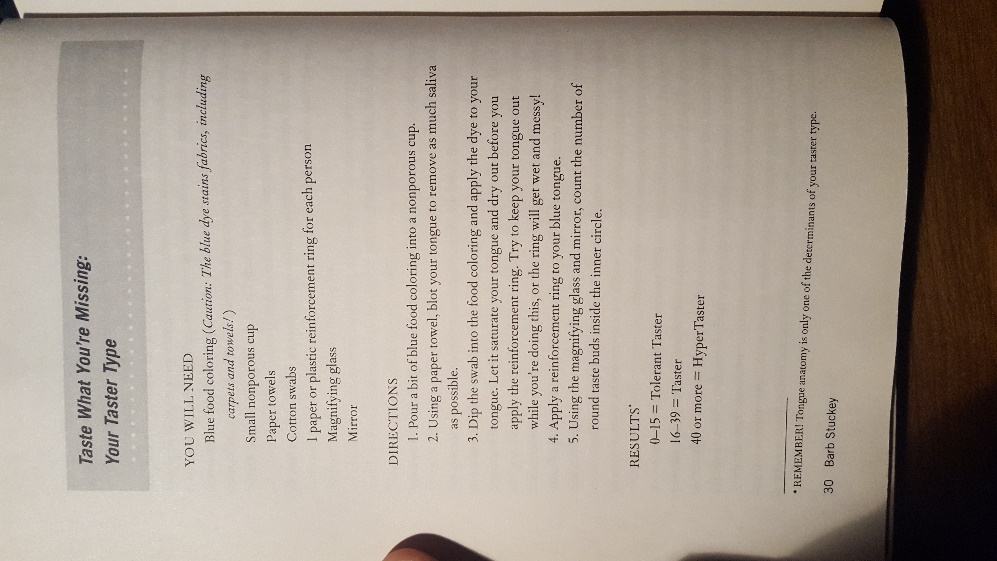 Taste What You're Missing:
Your Taster Type
YOU WILL NEED
Blue food coloring (Caution: The blue dye stains fabrics, including
carpets and towels!)
Small nonporous cup
Paper towels
Cotton swabs
1 paper or plastic reinforcement ring for each person
Magnifying glass
Mirror
DIRECTIONS
1. Pour a bit of blue food coloring into a nonporous cup.
2. Using a paper towel, blot your tongue to remove as much saliva
as possible.
3. Dip the swab into the food coloring and apply the dye to your
tongue. Let it saturate your tongue and dry out before you
apply the reinforcement ring. Try to keep your tongue out
while you're doing this, or the ring will get wet and messy!
4. Apply a reinforcement ring to your blue tongue.
5. Using the magnifying glass and mirror, count the number of
round taste buds inside the inner circle.
RESULTS*
0–15 = Tolerant Taster
16–39 = Taster
40 or more = HyperTaster
* REMEMBER! Tongue anatomy is only one of the determinants of your taster type.
30 Barb Stuckey